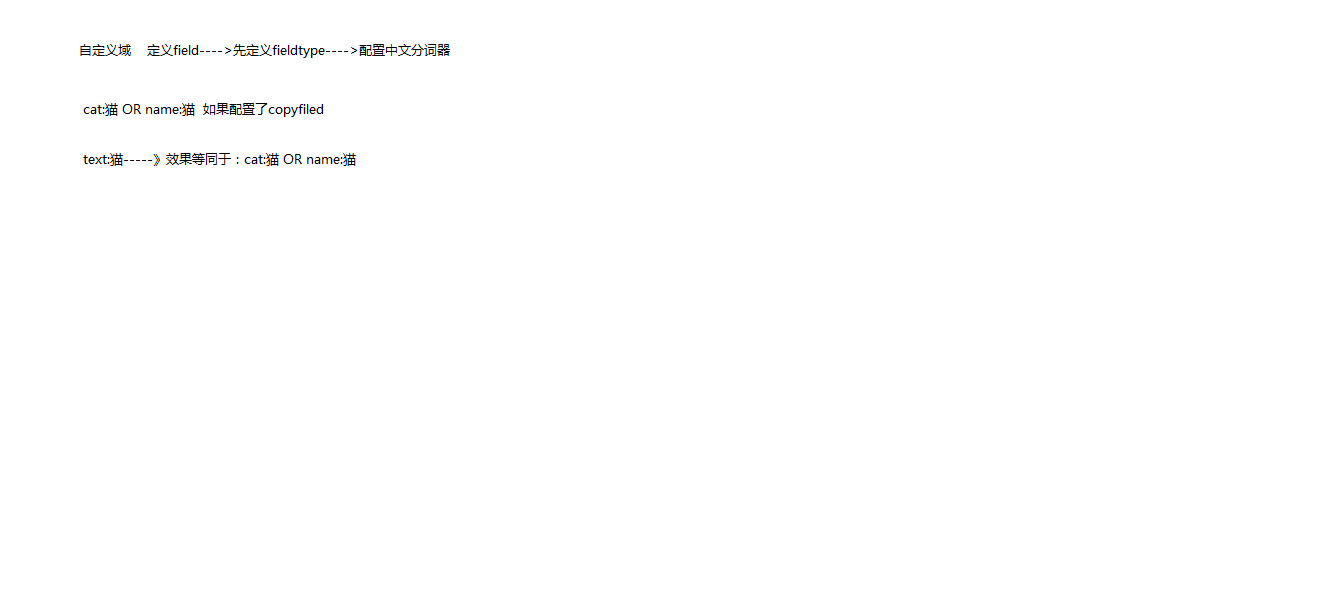 自定义域    定义field---->先定义fieldtype---->配置中文分词器
cat:猫 OR name:猫  如果配置了copyfiled
text:猫-----》效果等同于：cat:猫 OR name:猫